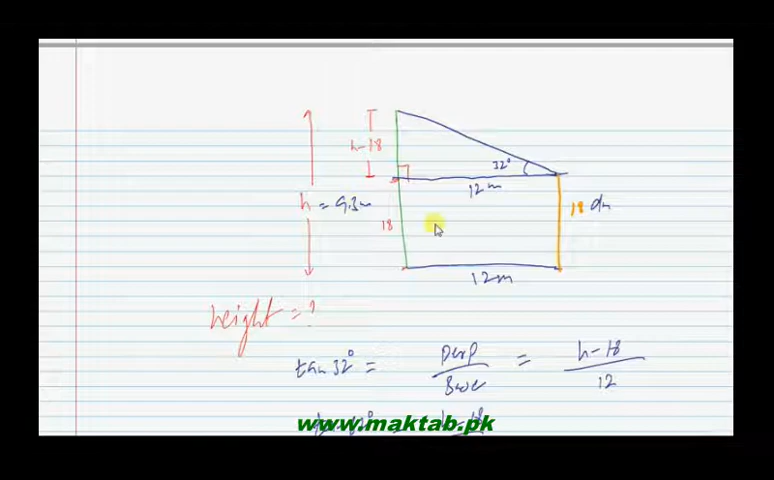 h-18
32°
12m
h = 9.3m
18
18 dm
12m
height = ?
tan 32° = perp/Base = h-18/12
www.maktab.pk